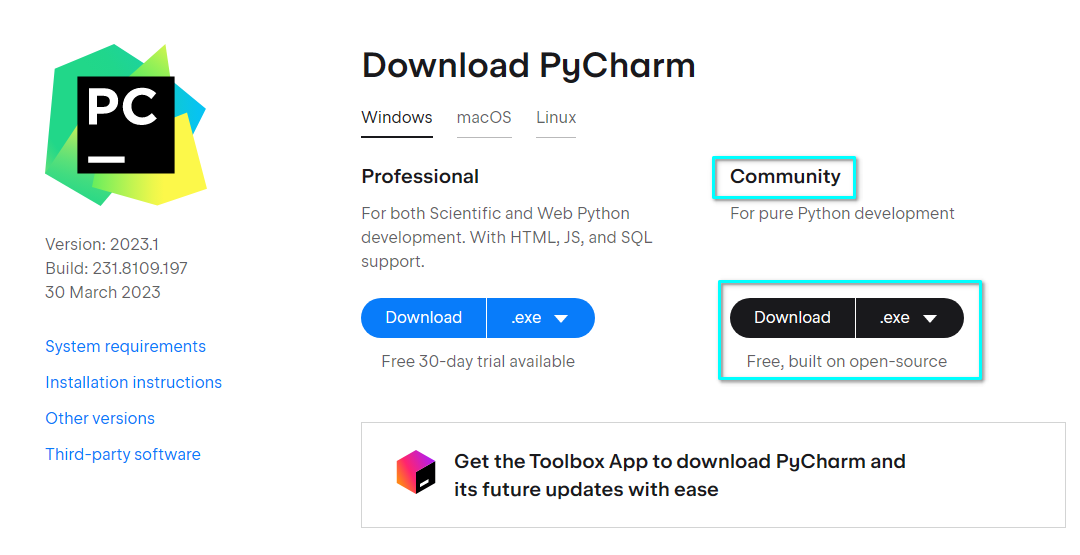 PC
Version: 2023.1
Build: 231.8109.197
30 March 2023
System requirements
Installation instructions
Other versions
Third-party software
Download PyCharm
Windows macOS Linux
Professional
For both Scientific and Web Python
development. With HTML, JS, and SQL
support.
Download .exe
Free 30-day trial available
Community
For pure Python development
Download .exe
Free, built on open-source
Get the Toolbox App to download PyCharm and
its future updates with ease